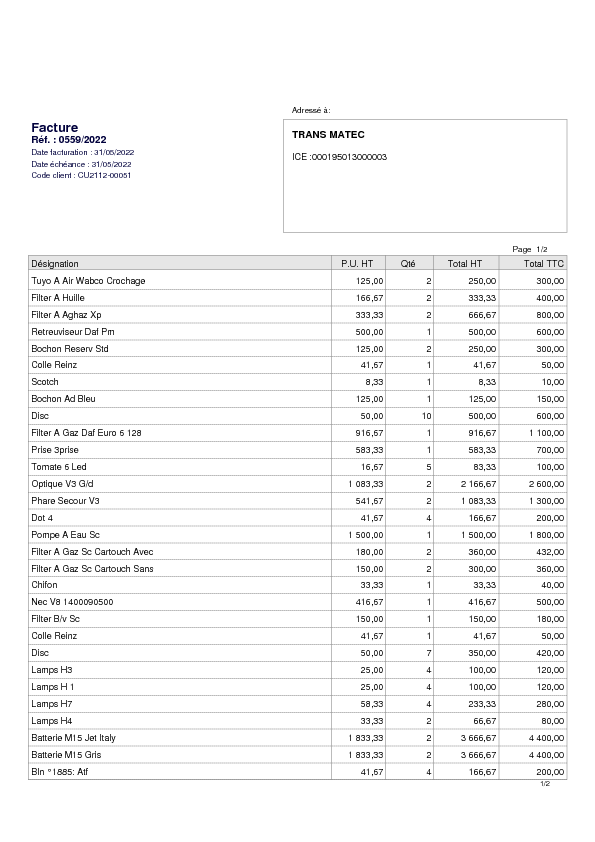 Adressé à:
Facture
Réf. : 0559/2022
Date facturation : 31/05/2022
Date échéance : 31/05/2022
Code client : CU2112-00051
TRANS MATEC
ICE :000195013000003
Page 1/2
Désignation P.U. HT Qté Total HT Total TTC
Tuyo A Air Wabco Crochage 125,00 2 250,00 300,00
Filter A Huille 166,67 2 333,33 400,00
Filter A Aghaz Xp 333,33 2 666,67 800,00
Retreuviseur Daf Pm 500,00 1 500,00 600,00
Bochon Reserv Std 125,00 2 250,00 300,00
Colle Reinz 41,67 1 41,67 50,00
Scotch 8,33 1 8,33 10,00
Bochon Ad Bleu 125,00 1 125,00 150,00
Disc 50,00 10 500,00 600,00
Filter A Gaz Daf Euro 6 128 916,67 1 916,67 1 100,00
Prise 3prise 583,33 1 583,33 700,00
Tomate 6 Led 16,67 5 83,33 100,00
Optique V3 G/d 1 083,33 2 2 166,67 2 600,00
Phare Secour V3 541,67 2 1 083,33 1 300,00
Dot 4 41,67 4 166,67 200,00
Pompe A Eau Sc 1 500,00 1 1 500,00 1 800,00
Filter A Gaz Sc Cartouch Avec 180,00 2 360,00 432,00
Filter A Gaz Sc Cartouch Sans 150,00 2 300,00 360,00
Chifon 33,33 1 33,33 40,00
Nec V8 1400090500 416,67 1 416,67 500,00
Filter B/v Sc 150,00 1 150,00 180,00
Colle Reinz 41,67 1 41,67 50,00
Disc 50,00 7 350,00 420,00
Lamps H3 25,00 4 100,00 120,00
Lamps H 1 25,00 4 100,00 120,00
Lamps H7 58,33 4 233,33 280,00
Lamps H4 33,33 2 66,67 80,00
Batterie M15 Jet Italy 1 833,33 2 3 666,67 4 400,00
Batterie M15 Gris 1 833,33 2 3 666,67 4 400,00
Bln °1885: Atf 41,67 4 166,67 200,00
1/2